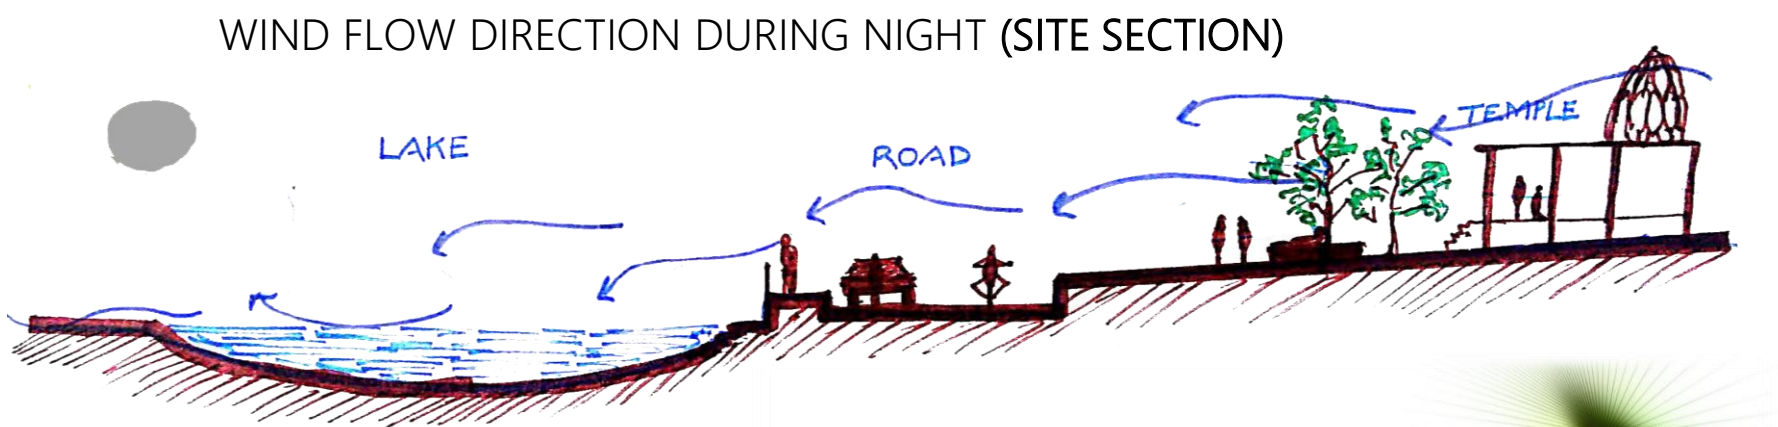 WIND FLOW DIRECTION DURING NIGHT (SITE SECTION)
TEMPLE
LAKE
ROAD